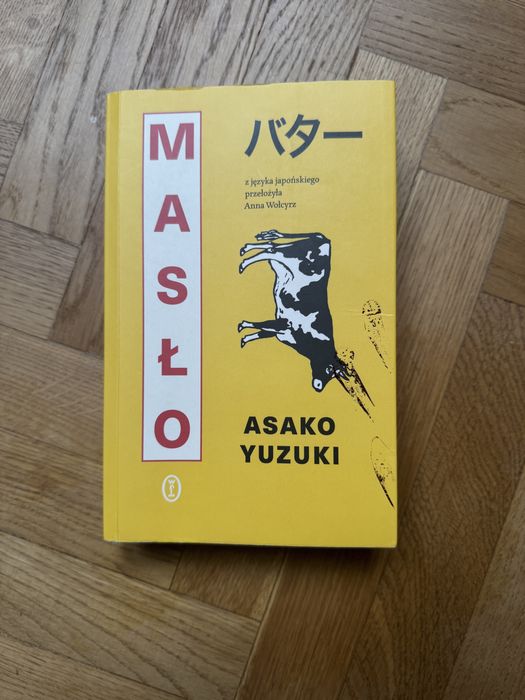 MASŁO
バター
z języka japońskiego
przełożyła
Anna Wołcyrz
ASAKO
YUZUKI